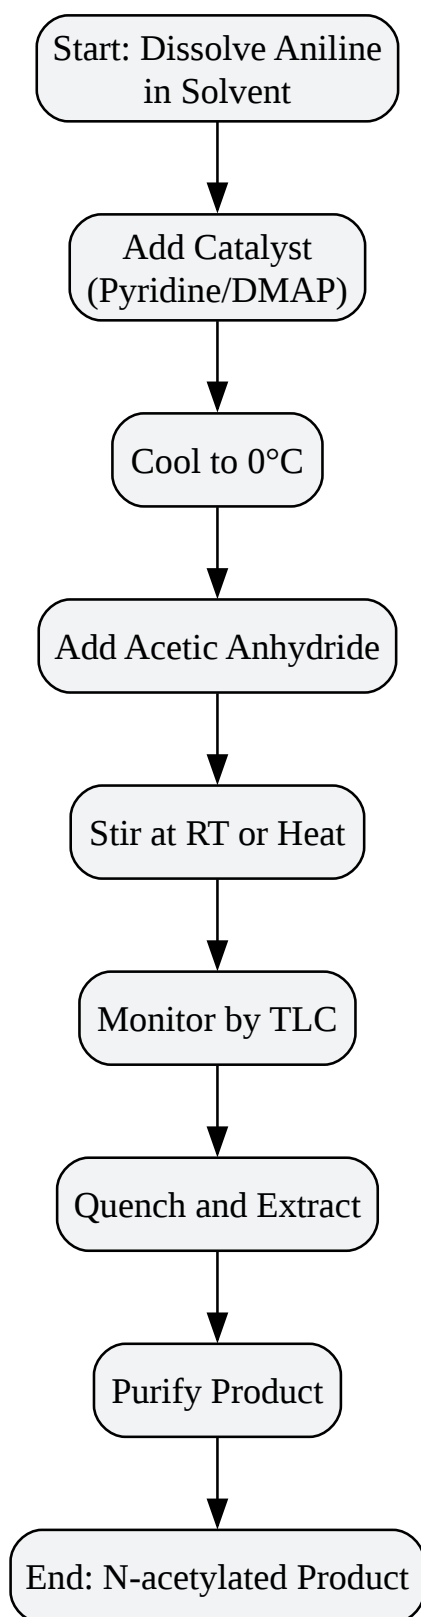 Start: Dissolve Aniline
in Solvent
Add Catalyst
(Pyridine/DMAP)
Cool to 0°C
Add Acetic Anhydride
Stir at RT or Heat
Monitor by TLC
Quench and Extract
Purify Product
End: N-acetylated Product